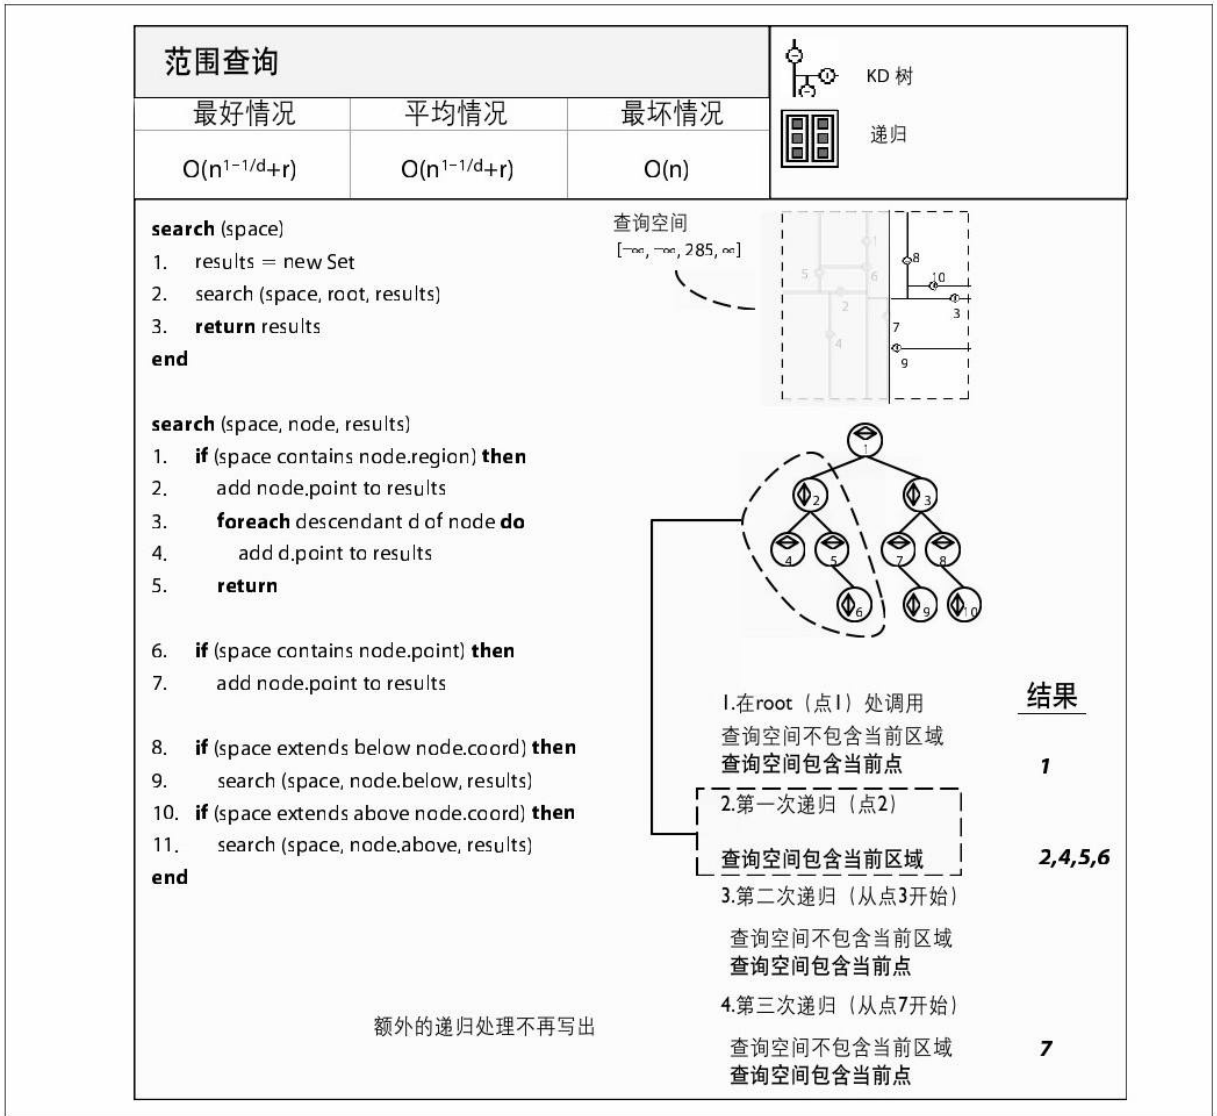 范围查询
最好情况 平均情况 最坏情况
O(n1-1/d+r) O(n1-1/d+r) O(n)
KD 树
递归
search (space)
1. results = new Set
2. search (space, root, results)
3. return results
end
查询空间
[-∞, -∞, 285, ∞]
1
8
5
6
10
2
3
7
4
9
search (space, node, results)
1. if (space contains node.region) then
2. add node.point to results
3. foreach descendant d of node do
4. add d.point to results
5. return
6. if (space contains node.point) then
7. add node.point to results
8. if (space extends below node.coord) then
9. search (space, node.below, results)
10. if (space extends above node.coord) then
11. search (space, node.above, results)
end
1
2 3
4 5 7 8
6 9 10
结果
1.在root（点1）处调用
查询空间不包含当前区域
查询空间包含当前点 1
2.第一次递归（点2）
查询空间包含当前区域 2,4,5,6
3.第二次递归（从点3开始）
查询空间不包含当前区域
查询空间包含当前点
4.第三次递归（从点7开始）
查询空间不包含当前区域 7
查询空间包含当前点
额外的递归处理不再写出